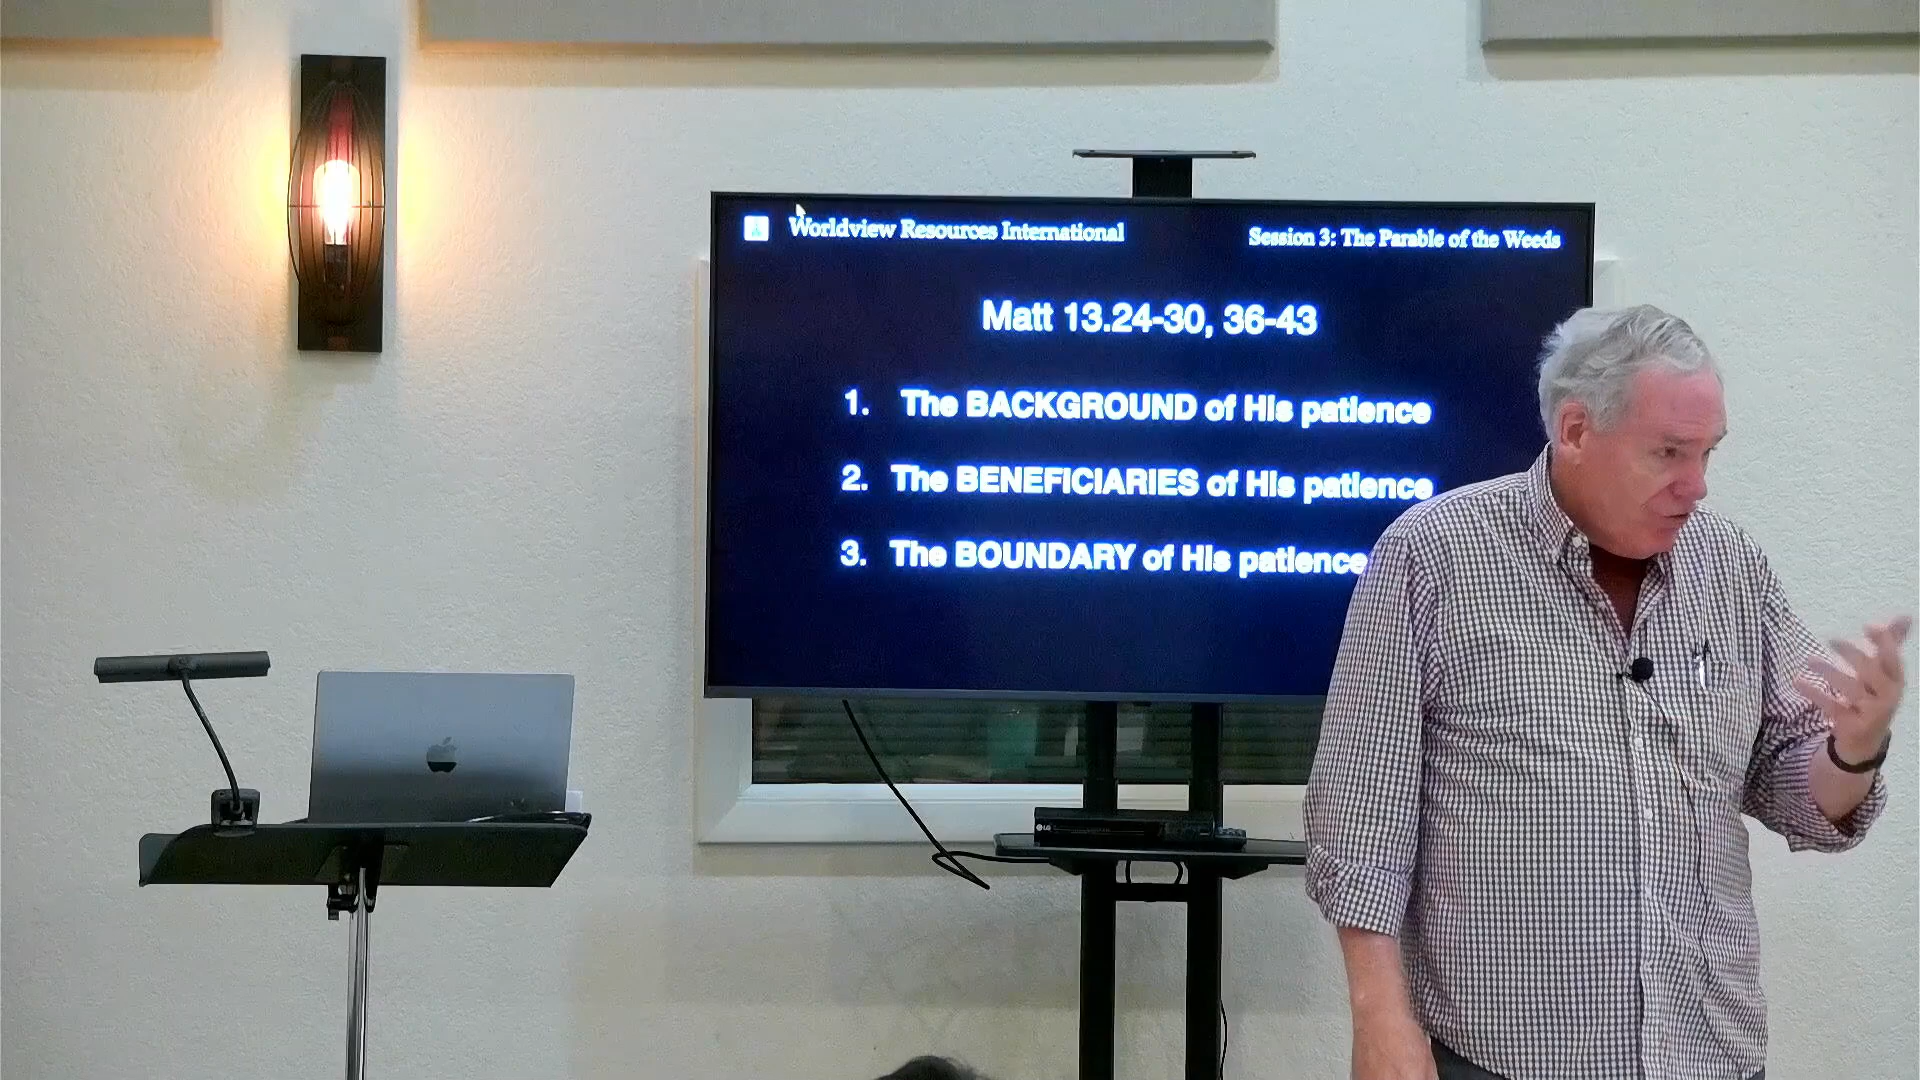 Worldview Resources International
Session 3: The Parable of the Weeds
Matt 13.24-30, 36-43
1. The BACKGROUND of His patience
2. The BENEFICIARIES of His patience
3. The BOUNDARY of His patience
LG